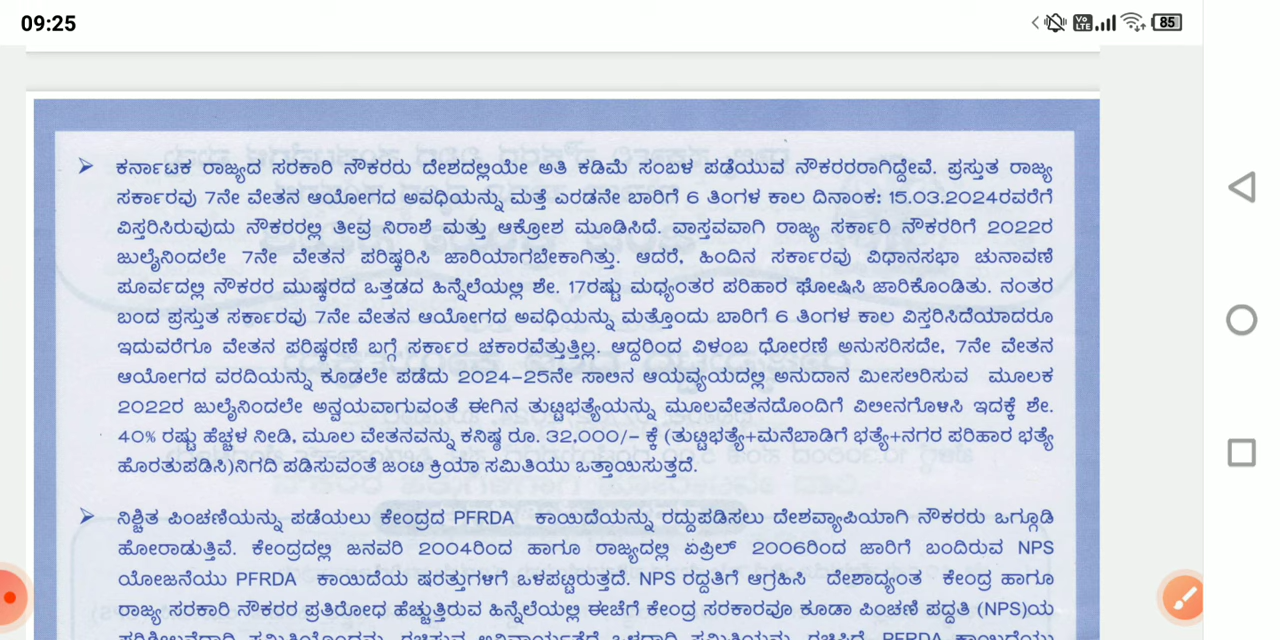 09:25
Vo LTE 85
➢ ಕರ್ನಾಟಕ ರಾಜ್ಯದ ಸರಕಾರಿ ನೌಕರರು ದೇಶದಲ್ಲಿಯೇ ಅತಿ ಕಡಿಮೆ ಸಂಬಳ ಪಡೆಯುವ ನೌಕರರರಾಗಿದ್ದೇವೆ. ಪ್ರಸ್ತುತ ರಾಜ್ಯ
ಸರ್ಕಾರವು 7ನೇ ವೇತನ ಆಯೋಗದ ಅವಧಿಯನ್ನು ಮತ್ತೆ ಎರಡನೇ ಬಾರಿಗೆ 6 ತಿಂಗಳ ಕಾಲ ದಿನಾಂಕ: 15.03.2024ರವರೆಗೆ
ವಿಸ್ತರಿಸಿರುವುದು ನೌಕರರಲ್ಲಿ ತೀವ್ರ ನಿರಾಶೆ ಮತ್ತು ಆಕ್ರೋಶ ಮೂಡಿಸಿದೆ. ವಾಸ್ತವವಾಗಿ ರಾಜ್ಯ ಸರ್ಕಾರಿ ನೌಕರರಿಗೆ 2022ರ
ಜುಲೈನಿಂದಲೇ 7ನೇ ವೇತನ ಪರಿಷ್ಕರಿಸಿ ಜಾರಿಯಾಗಬೇಕಾಗಿತ್ತು. ಆದರೆ, ಹಿಂದಿನ ಸರ್ಕಾರವು ವಿಧಾನಸಭಾ ಚುನಾವಣೆ
ಪೂರ್ವದಲ್ಲಿ ನೌಕರರ ಮುಷ್ಕರದ ಒತ್ತಡದ ಹಿನ್ನೆಲೆಯಲ್ಲಿ ಶೇ. 17ರಷ್ಟು ಮಧ್ಯಂತರ ಪರಿಹಾರ ಘೋಷಿಸಿ ಜಾರಿಕೊಂಡಿತು. ನಂತರ
ಬಂದ ಪ್ರಸ್ತುತ ಸರ್ಕಾರವು 7ನೇ ವೇತನ ಆಯೋಗದ ಅವಧಿಯನ್ನು ಮತ್ತೊಂದು ಬಾರಿಗೆ 6 ತಿಂಗಳ ಕಾಲ ವಿಸ್ತರಿಸಿದೆಯಾದರೂ
ಇದುವರೆಗೂ ವೇತನ ಪರಿಷ್ಕರಣೆ ಬಗ್ಗೆ ಸರ್ಕಾರ ಚಕಾರವೆತ್ತುತ್ತಿಲ್ಲ. ಆದ್ದರಿಂದ ವಿಳಂಬ ಧೋರಣೆ ಅನುಸರಿಸದೇ, 7ನೇ ವೇತನ
ಆಯೋಗದ ವರದಿಯನ್ನು ಕೂಡಲೇ ಪಡೆದು 2024-25ನೇ ಸಾಲಿನ ಆಯವ್ಯಯದಲ್ಲಿ ಅನುದಾನ ಮೀಸಲಿರಿಸುವ ಮೂಲಕ
2022ರ ಜುಲೈನಿಂದಲೇ ಅನ್ವಯವಾಗುವಂತೆ ಈಗಿನ ತುಟ್ಟಿಭತ್ಯೆಯನ್ನು ಮೂಲವೇತನದೊಂದಿಗೆ ವಿಲೀನಗೊಳಿಸಿ ಇದಕ್ಕೆ ಶೇ.
40% ರಷ್ಟು ಹೆಚ್ಚಳ ನೀಡಿ, ಮೂಲ ವೇತನವನ್ನು ಕನಿಷ್ಠ ರೂ. 32,000/- ಕ್ಕೆ (ತುಟ್ಟಿಭತ್ಯೆ+ಮನೆಬಾಡಿಗೆ ಭತ್ಯೆ+ನಗರ ಪರಿಹಾರ ಭತ್ಯೆ
ಹೊರತುಪಡಿಸಿ)ನಿಗದಿ ಪಡಿಸುವಂತೆ ಜಂಟಿ ಕ್ರಿಯಾ ಸಮಿತಿಯು ಒತ್ತಾಯಿಸುತ್ತದೆ.
➢ ನಿಶ್ಚಿತ ಪಿಂಚಣಿಯನ್ನು ಪಡೆಯಲು ಕೇಂದ್ರದ PFRDA ಕಾಯಿದೆಯನ್ನು ರದ್ದುಪಡಿಸಲು ದೇಶವ್ಯಾಪಿಯಾಗಿ ನೌಕರರು ಒಗ್ಗೂಡಿ
ಹೋರಾಡುತ್ತಿವೆ. ಕೇಂದ್ರದಲ್ಲಿ ಜನವರಿ 2004ರಿಂದ ಹಾಗೂ ರಾಜ್ಯದಲ್ಲಿ ಏಪ್ರಿಲ್ 2006ರಿಂದ ಜಾರಿಗೆ ಬಂದಿರುವ NPS
ಯೋಜನೆಯು PFRDA ಕಾಯಿದೆಯ ಷರತ್ತುಗಳಿಗೆ ಒಳಪಟ್ಟಿರುತ್ತದೆ. NPS ರದ್ದತಿಗೆ ಆಗ್ರಹಿಸಿ ದೇಶಾದ್ಯಂತ ಕೇಂದ್ರ ಹಾಗೂ
ರಾಜ್ಯ ಸರಕಾರಿ ನೌಕರರ ಪ್ರತಿರೋಧ ಹೆಚ್ಚುತ್ತಿರುವ ಹಿನ್ನೆಲೆಯಲ್ಲಿ ಈಚೆಗೆ ಕೇಂದ್ರ ಸರಕಾರವೂ ಕೂಡಾ ಪಿಂಚಣಿ ಪದ್ದತಿ (NPS)ಯ